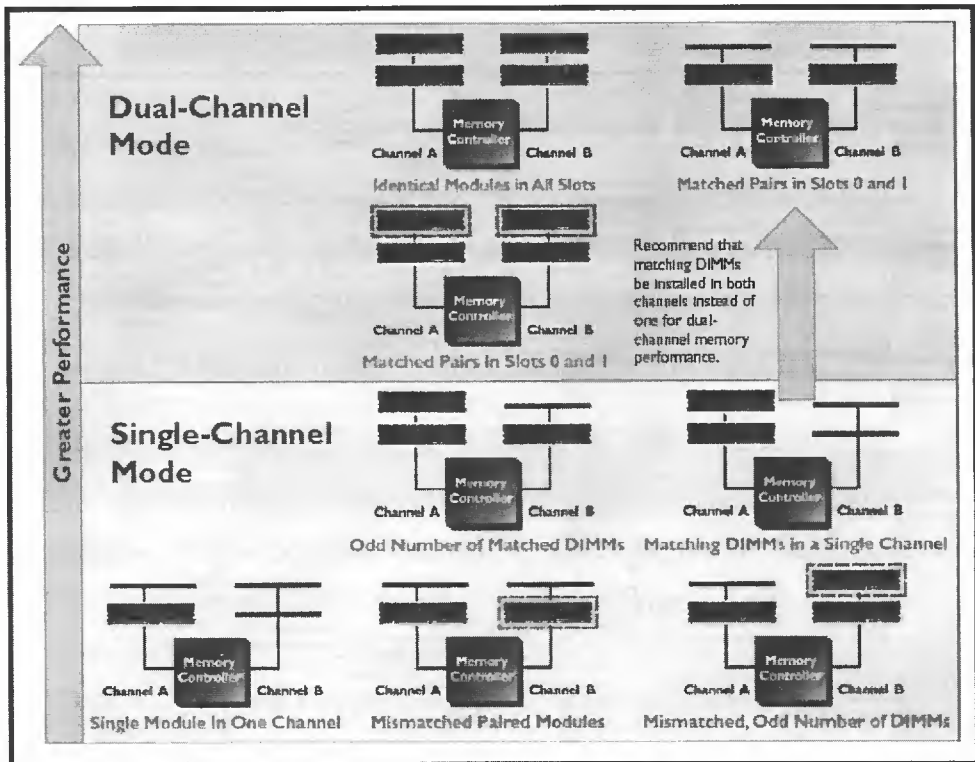 Greater Performance
Dual-Channel
Mode
Memory
Controller
Channel A
Channel B
Identical Modules in All Slots
Memory
Controller
Channel A
Channel B
Matched Pairs in Slots 0 and 1
Memory
Controller
Channel A
Channel B
Matched Pairs in Slots 0 and 1
Recommend that
matching DIMMs
be installed in both
channels instead of
one for dual-
channel memory
performance.
Single-Channel
Mode
Memory
Controller
Channel A
Channel B
Odd Number of Matched DIMMs
Memory
Controller
Channel A
Channel B
Matching DIMMs in a Single Channel
Memory
Controller
Channel A
Channel B
Single Module In One Channel
Memory
Controller
Channel A
Channel B
Mismatched Paired Modules
Memory
Controller
Channel A
Channel B
Mismatched, Odd Number of DIMMs